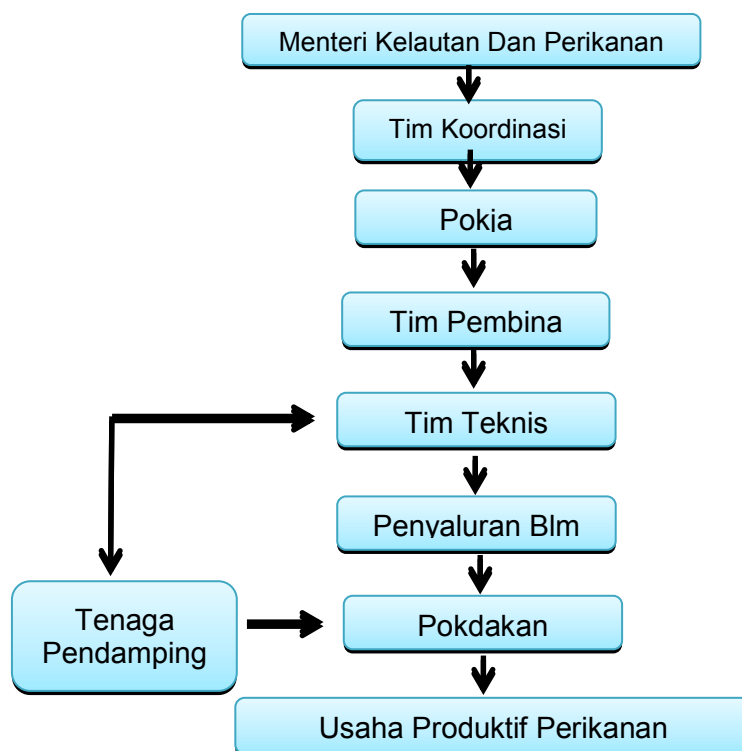 Menteri Kelautan Dan Perikanan
Tim Koordinasi
Pokja
Tim Pembina
Tim Teknis
Penyaluran Blm
Tenaga
Pendamping
Pokdakan
Usaha Produktif Perikanan